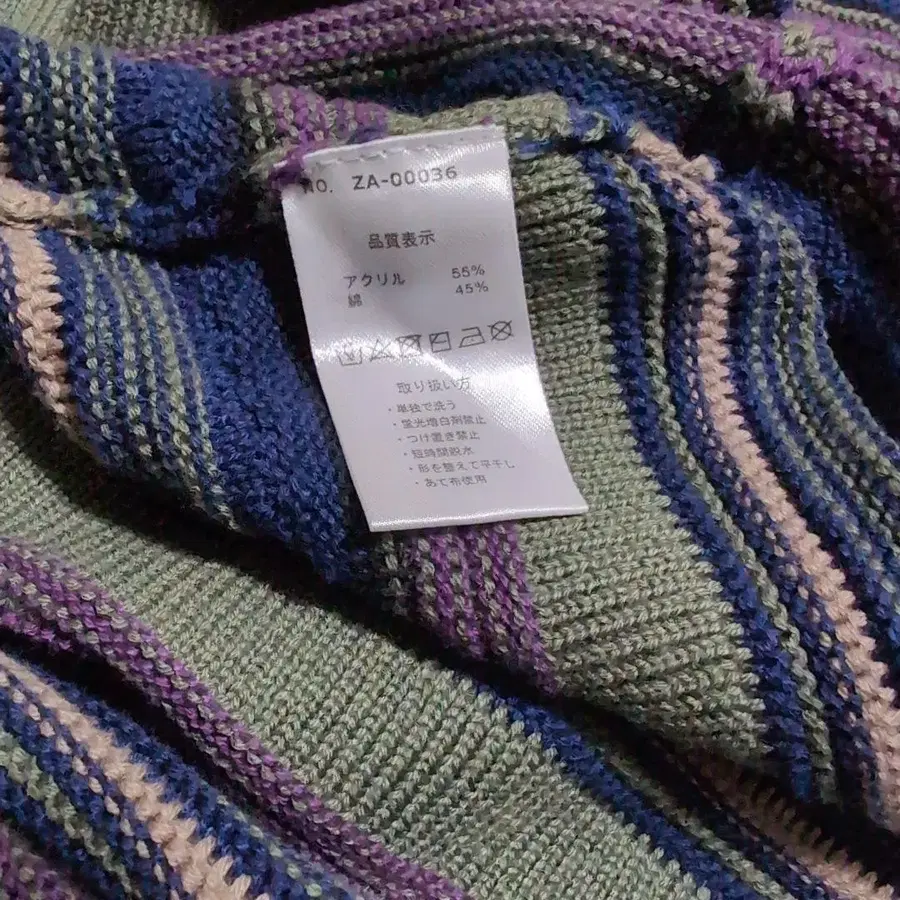 NO. ZA-00036
品質表示
アクリル 55%
綿 45%
取り扱い方
・単独で洗う
・蛍光増白剤禁止
・つけ置き禁止
・短時間脱水
・形を整えて平干し
・あて布使用